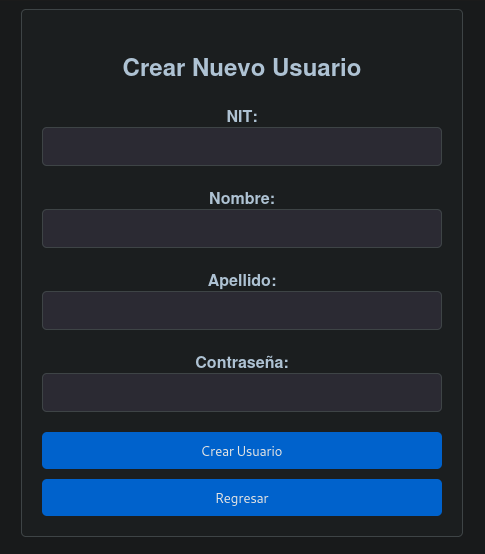 Crear Nuevo Usuario
NIT:
Nombre:
Apellido:
Contraseña:
Crear Usuario
Regresar